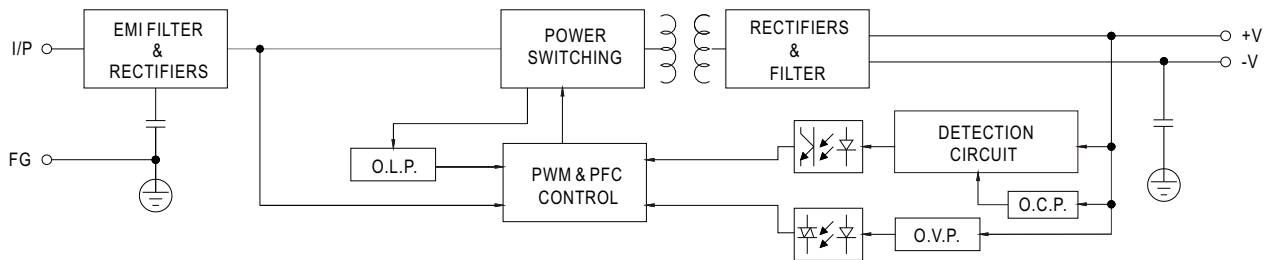 I/P
EMI FILTER
&
RECTIFIERS
POWER
SWITCHING
RECTIFIERS
&
FILTER
+V
-V
FG
O.L.P.
PWM & PFC
CONTROL
DETECTION
CIRCUIT
O.C.P.
O.V.P.